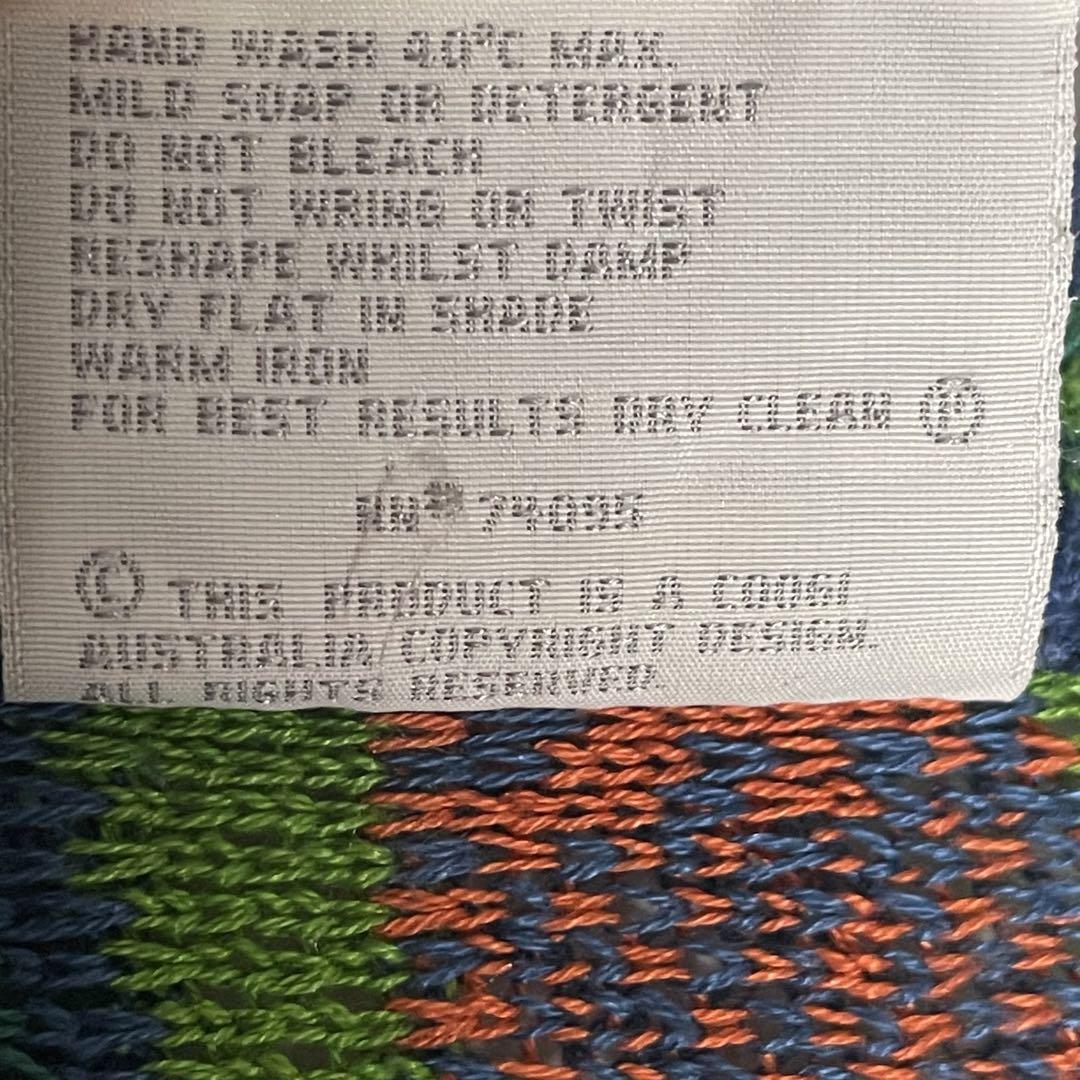 HAND WASH 40°C MAX.
MILD SOAP OR DETERGENT
DO NOT BLEACH
DO NOT WRING OR TWIST
RESHAPE WHILST DAMP
DRY FLAT IN SHADE
WARM IRON
FOR BEST RESULTS DRY CLEAN Ⓟ
RN# 74095
© THIS PRODUCT IS A COOGI
AUSTRALIA COPYRIGHT DESIGN.
ALL RIGHTS RESERVED.